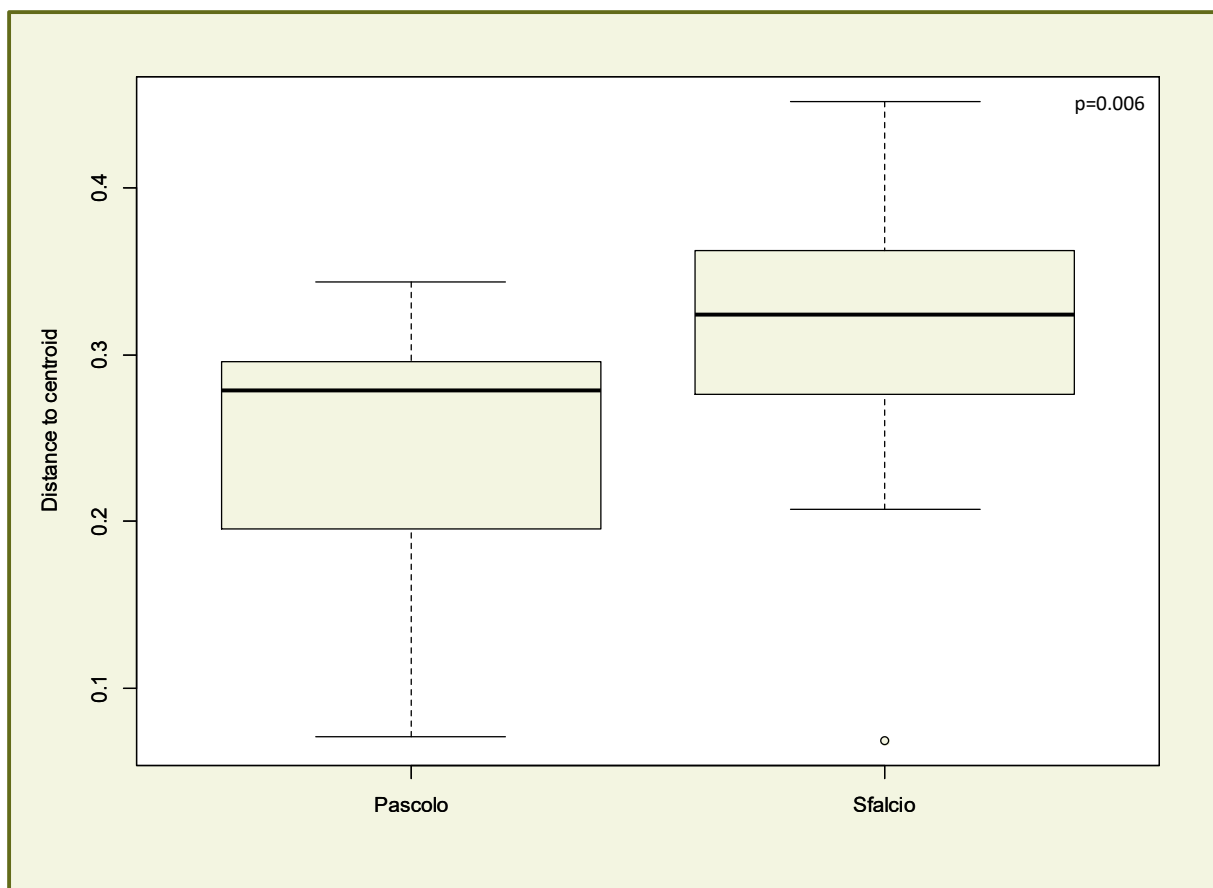 p=0.006
0.4
0.3
0.2
0.1
Distance to centroid
Pascolo
Sfalcio